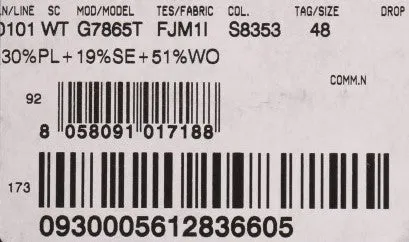 N/LINE SC MOD/MODEL TES/FABRIC COL. TAG/SIZE DROP
0101 WT G7865T FJM1I S8353 48
30%PL+19%SE+51%WO
COMM.N
92
8 058091 017188
173
0930005612836605